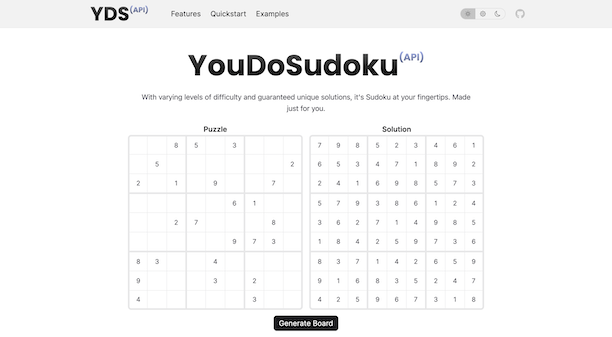 YDS(API) Features Quickstart Examples
YouDoSudoku(API)
With varying levels of difficulty and guaranteed unique solutions, it's Sudoku at your fingertips. Made
just for you.
Puzzle Solution
8 5 3 7 9 8 5 2 3 4 6 1
5 2 6 5 3 4 7 1 8 9 2
2 1 9 7 2 4 1 6 9 8 5 7 3
6 1 5 7 9 3 8 6 1 2 4
2 7 8 3 6 2 7 1 4 9 8 5
9 7 3 1 8 4 2 5 9 7 3 6
8 3 4 8 3 7 1 4 2 6 5 9
9 3 2 9 1 6 8 3 5 2 4 7
4 3 4 2 5 9 6 7 3 1 8
Generate Board